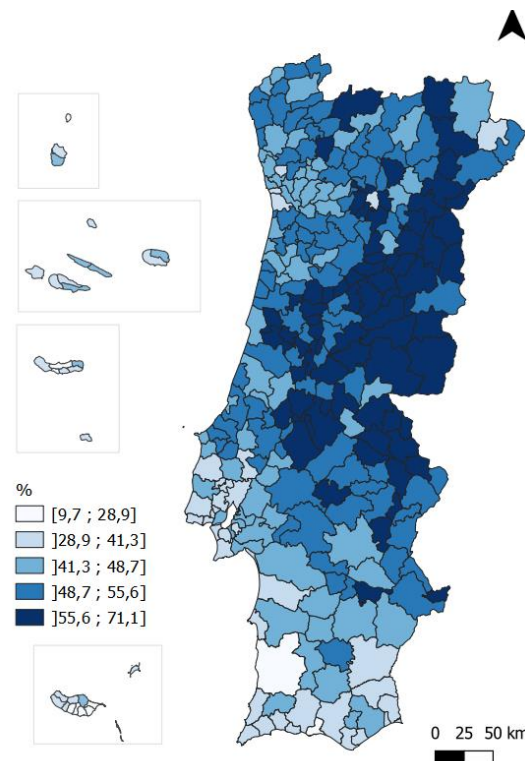 %
[9,7 ; 28,9]
]28,9 ; 41,3]
]41,3 ; 48,7]
]48,7 ; 55,6]
]55,6 ; 71,1]
0 25 50 km